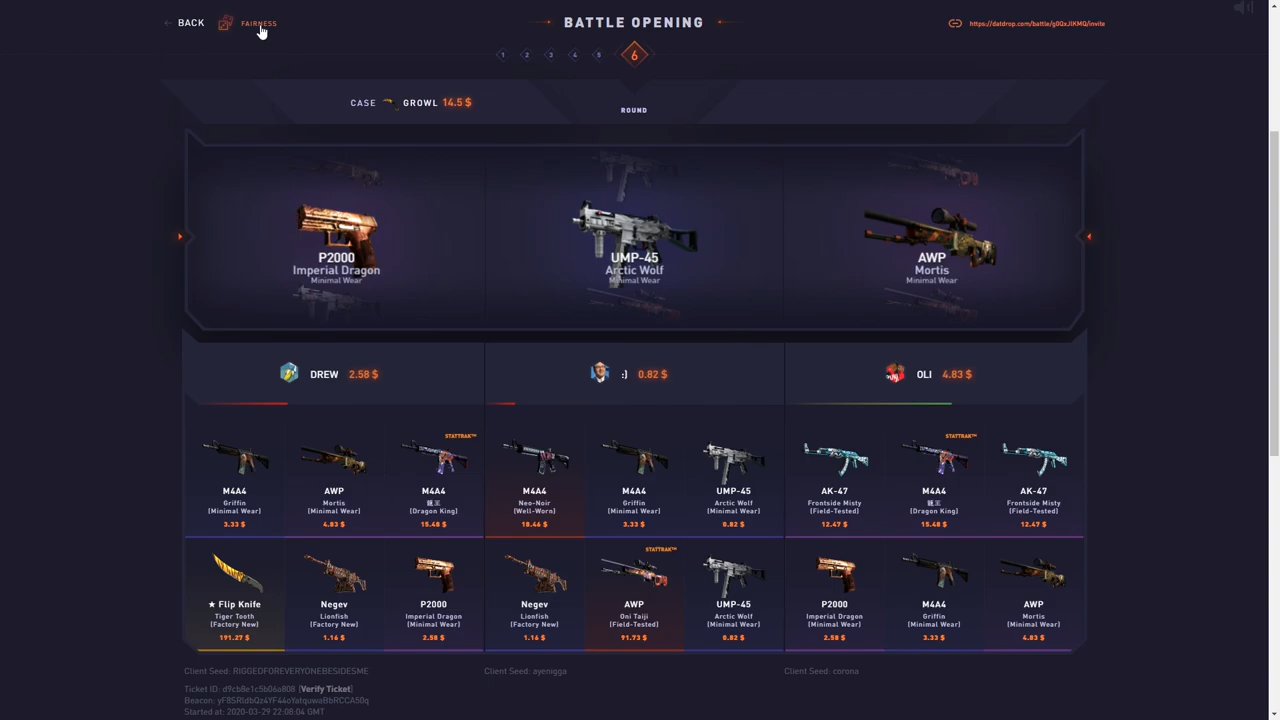 BACK
FAIRNESS
BATTLE OPENING
https://datdrop.com/battle/g0QxJlKMQ/invite
1 2 3 4 5 6
CASE GROWL 14.5 $
ROUND
P2000
Imperial Dragon
Minimal Wear
UMP-45
Arctic Wolf
Minimal Wear
AWP
Mortis
Minimal Wear
DREW 2.58 $
:) 0.82 $
OLI 4.83 $
M4A4
Griffin
(Minimal Wear)
3.33 $
AWP
Mortis
(Minimal Wear)
4.83 $
STATTRAK™
M4A4
龍王
(Dragon King)
15.48 $
M4A4
Neo-Noir
(Well-Worn)
18.46 $
M4A4
Griffin
(Minimal Wear)
3.33 $
UMP-45
Arctic Wolf
(Minimal Wear)
0.82 $
AK-47
Frontside Misty
(Field-Tested)
12.47 $
STATTRAK™
M4A4
龍王
(Dragon King)
15.48 $
AK-47
Frontside Misty
(Field-Tested)
12.47 $
★ Flip Knife
Tiger Tooth
(Factory New)
191.27 $
Negev
Lionfish
(Factory New)
1.16 $
P2000
Imperial Dragon
(Minimal Wear)
2.58 $
Negev
Lionfish
(Factory New)
1.16 $
STATTRAK™
AWP
Oni Taiji
(Field-Tested)
91.73 $
UMP-45
Arctic Wolf
(Minimal Wear)
0.82 $
P2000
Imperial Dragon
(Minimal Wear)
2.58 $
M4A4
Griffin
(Minimal Wear)
3.33 $
AWP
Mortis
(Minimal Wear)
4.83 $
Client Seed: RIGGEDFOREVERYONEBESIDESME
Client Seed: ayenigga
Client Seed: corona
Ticket ID: d9cb8e1c5b06a808 [Verify Ticket]
Beacon: yF8SRldbQz4YF44oYatquwaBbRCCA50q
Started at: 2020-03-29 22:08:04 GMT